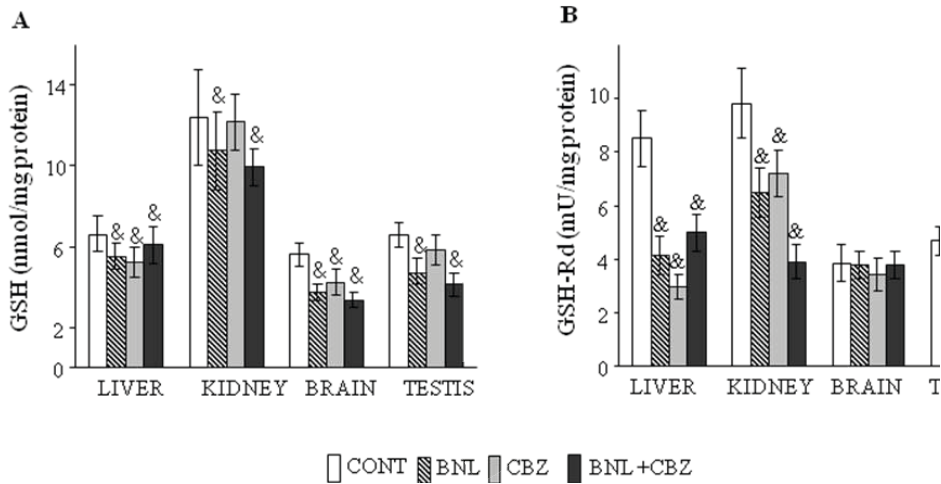 A
GSH (nmol/mgprotein)
14
10
6
2
0
& & & & & & & & & & &
LIVER KIDNEY BRAIN TESTIS
B
GSH-Rd (mU/mgprotein)
10
8
6
4
2
0
& & & & & &
LIVER KIDNEY BRAIN T
CONT BNL CBZ BNL+CBZ